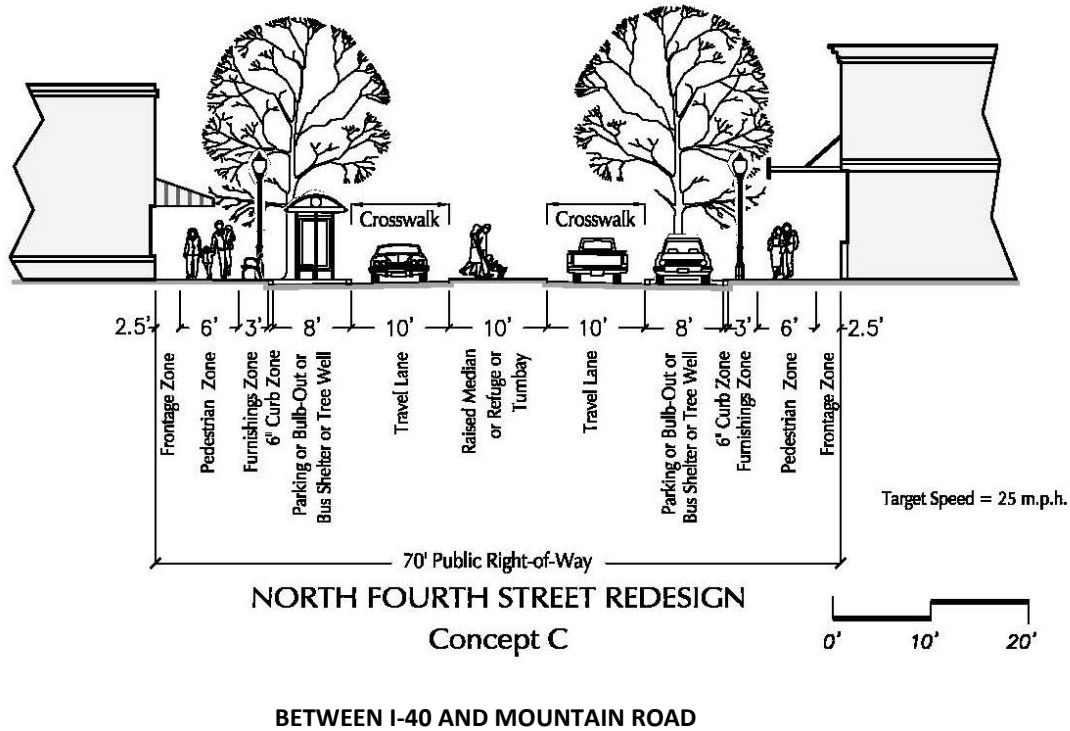 Crosswalk Crosswalk
2.5' 6' 3' 8' 10' 10' 10' 8' 3' 6' 2.5'
Frontage Zone
Pedestrian Zone
Furnishings Zone
6" Curb Zone
Parking or Bulb-Out or
Bus Shelter or Tree Well
Travel Lane
Raised Median
or Refuge or
Turnbay
Travel Lane
Parking or Bulb-Out or
Bus Shelter or Tree Well
6" Curb Zone
Furnishings Zone
Pedestrian Zone
Frontage Zone
Target Speed = 25 m.p.h.
70' Public Right-of-Way
NORTH FOURTH STREET REDESIGN
Concept C
0' 10' 20'
BETWEEN I-40 AND MOUNTAIN ROAD